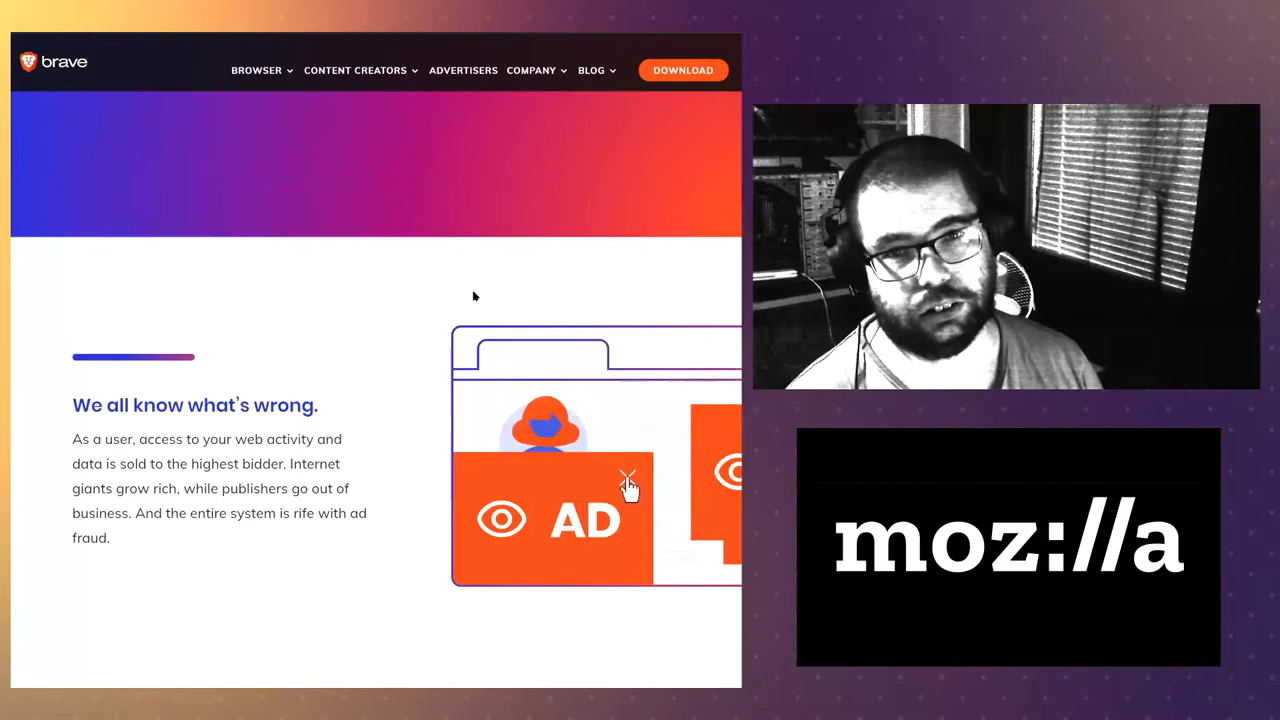 brave
BROWSER CONTENT CREATORS ADVERTISERS COMPANY BLOG DOWNLOAD
We all know what's wrong.
As a user, access to your web activity and
data is sold to the highest bidder. Internet
giants grow rich, while publishers go out of
business. And the entire system is rife with ad
fraud.
AD
moz://a